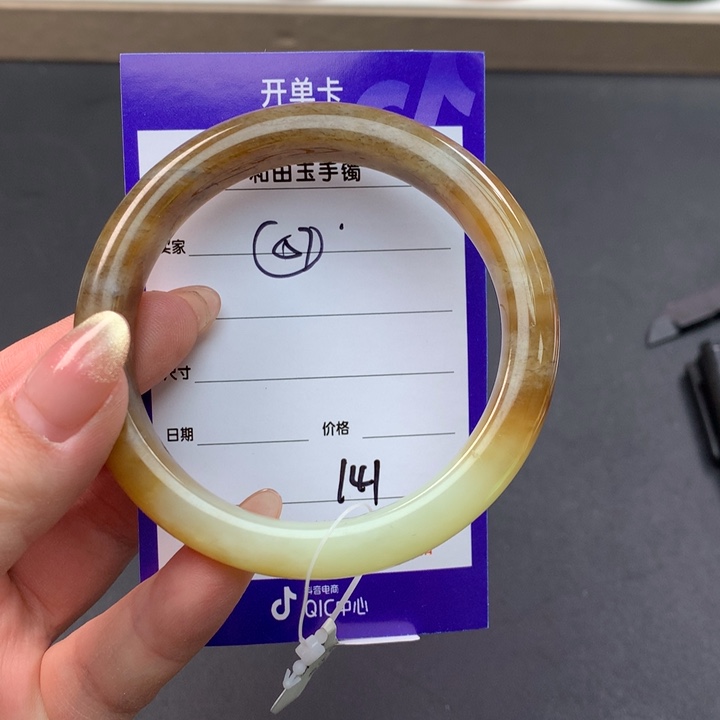 开单卡
和田玉手镯
卖家
尺寸
日期 价格
141
抖音电商
QIC中心